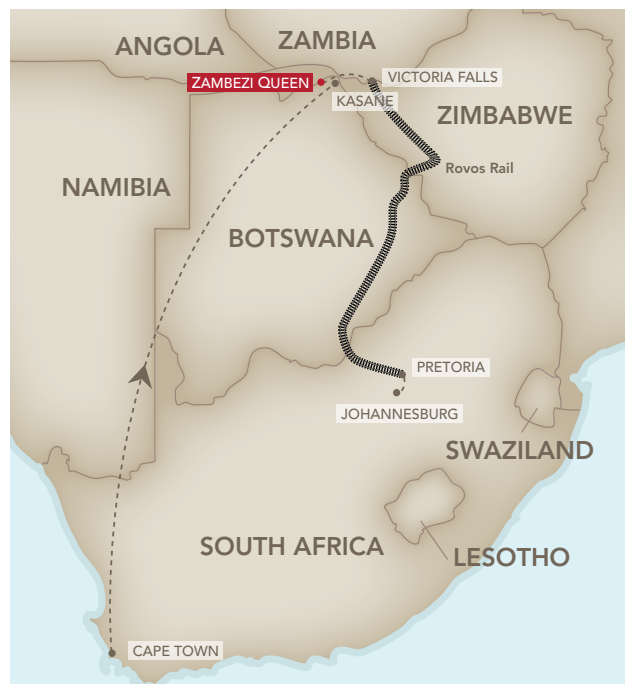 ANGOLA
ZAMBIA
ZAMBEZI QUEEN
VICTORIA FALLS
KASANE
ZIMBABWE
NAMIBIA
Rovos Rail
BOTSWANA
PRETORIA
JOHANNESBURG
SWAZILAND
SOUTH AFRICA
LESOTHO
CAPE TOWN